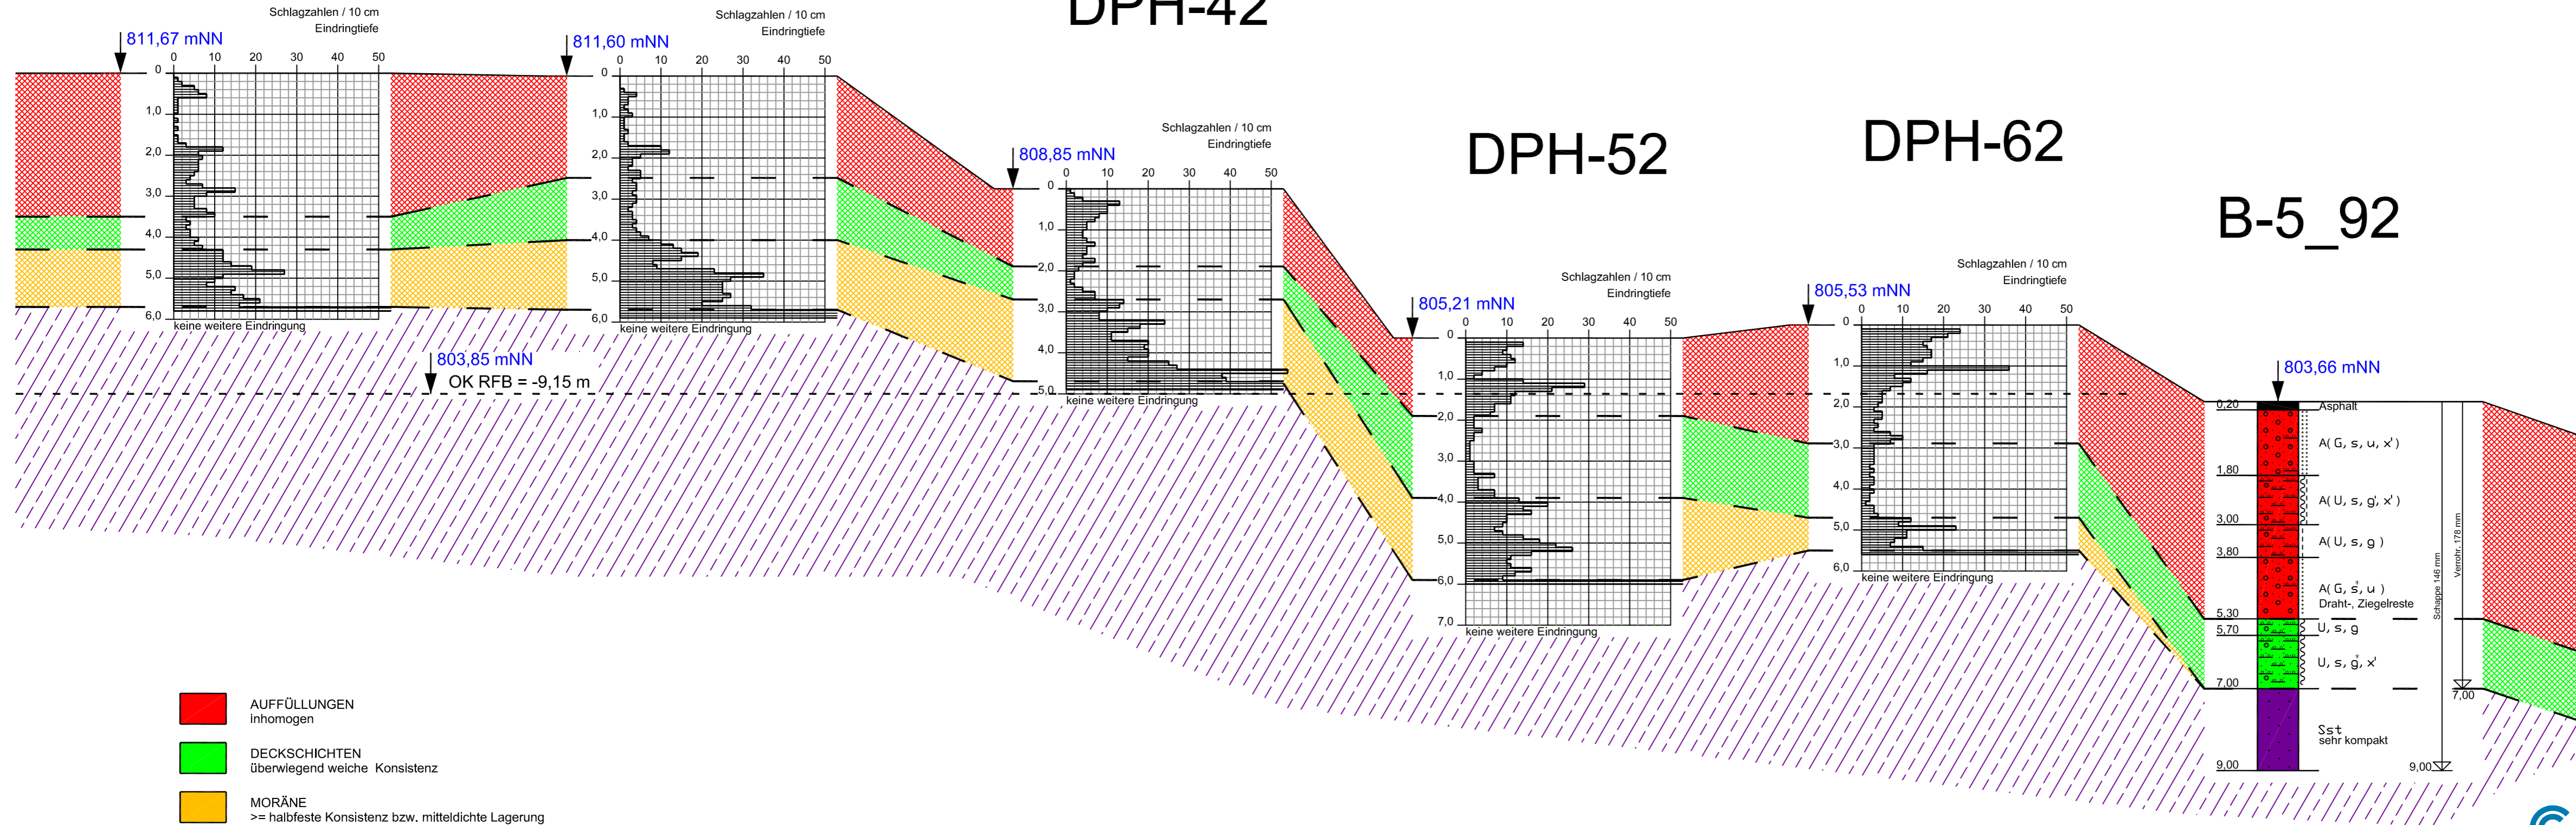 DPH-42
Schlagzahlen / 10 cm
Eindringtiefe
811,67 mNN
0 10 20 30 40 50
0
1,0
2,0
3,0
4,0
5,0
6,0
keine weitere Eindringung
Schlagzahlen / 10 cm
Eindringtiefe
811,60 mNN
0 10 20 30 40 50
0
1,0
2,0
3,0
4,0
5,0
6,0
keine weitere Eindringung
803,85 mNN
OK RFB = -9,15 m
Schlagzahlen / 10 cm
Eindringtiefe
808,85 mNN
0 10 20 30 40 50
0
1,0
2,0
3,0
4,0
5,0
keine weitere Eindringung
DPH-52
Schlagzahlen / 10 cm
Eindringtiefe
805,21 mNN
0 10 20 30 40 50
0
1,0
2,0
3,0
4,0
5,0
6,0
7,0
keine weitere Eindringung
DPH-62
Schlagzahlen / 10 cm
Eindringtiefe
805,53 mNN
0 10 20 30 40 50
0
1,0
2,0
3,0
4,0
5,0
6,0
keine weitere Eindringung
B-5_92
803,66 mNN
0,20 Asphalt
A( G, s, u, x' )
1,80
A( U, s, g', x' )
3,00
A( U, s, g )
3,80
A( G, s⁺, u )
Draht-, Ziegelreste
5,30
U, s, g
5,70
U, s, g⁺, x'
7,00
Sst
sehr kompakt
9,00
Schappe 146 mm
9,00
Verrohr. 178 mm
7,00
AUFFÜLLUNGEN
inhomogen
DECKSCHICHTEN
überwiegend weiche Konsistenz
MORÄNE
>= halbfeste Konsistenz bzw. mitteldichte Lagerung